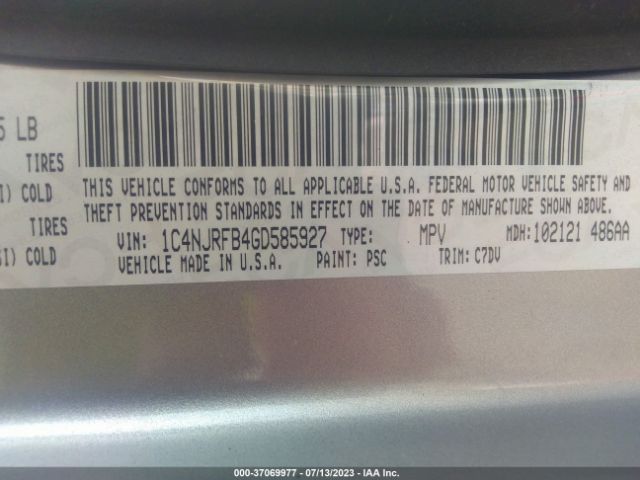 5 LB
TIRES
I) COLD
TIRES
SI) COLD
THIS VEHICLE CONFORMS TO ALL APPLICABLE U.S.A. FEDERAL MOTOR VEHICLE SAFETY AND
THEFT PREVENTION STANDARDS IN EFFECT ON THE DATE OF MANUFACTURE SHOWN ABOVE.
VIN: 1C4NJRFB4GD585927 TYPE: MPV MDH:102121 486AA
VEHICLE MADE IN U.S.A. PAINT: PSC TRIM: C7DV
000-37069977 - 07/13/2023 - IAA Inc.